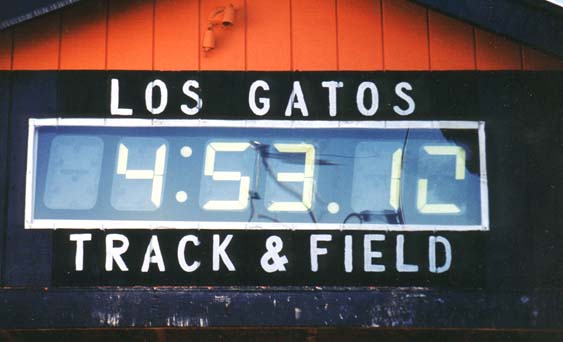 LOS GATOS
4:53.12
TRACK & FIELD